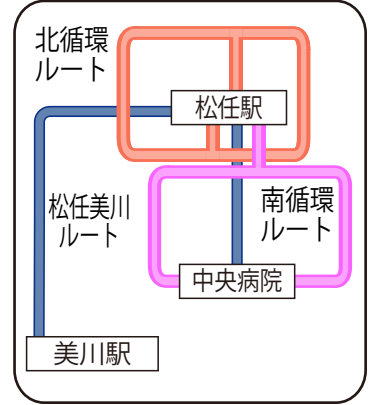 北循環
ルート
松任駅
松任美川
ルート
南循環
ルート
中央病院
美川駅